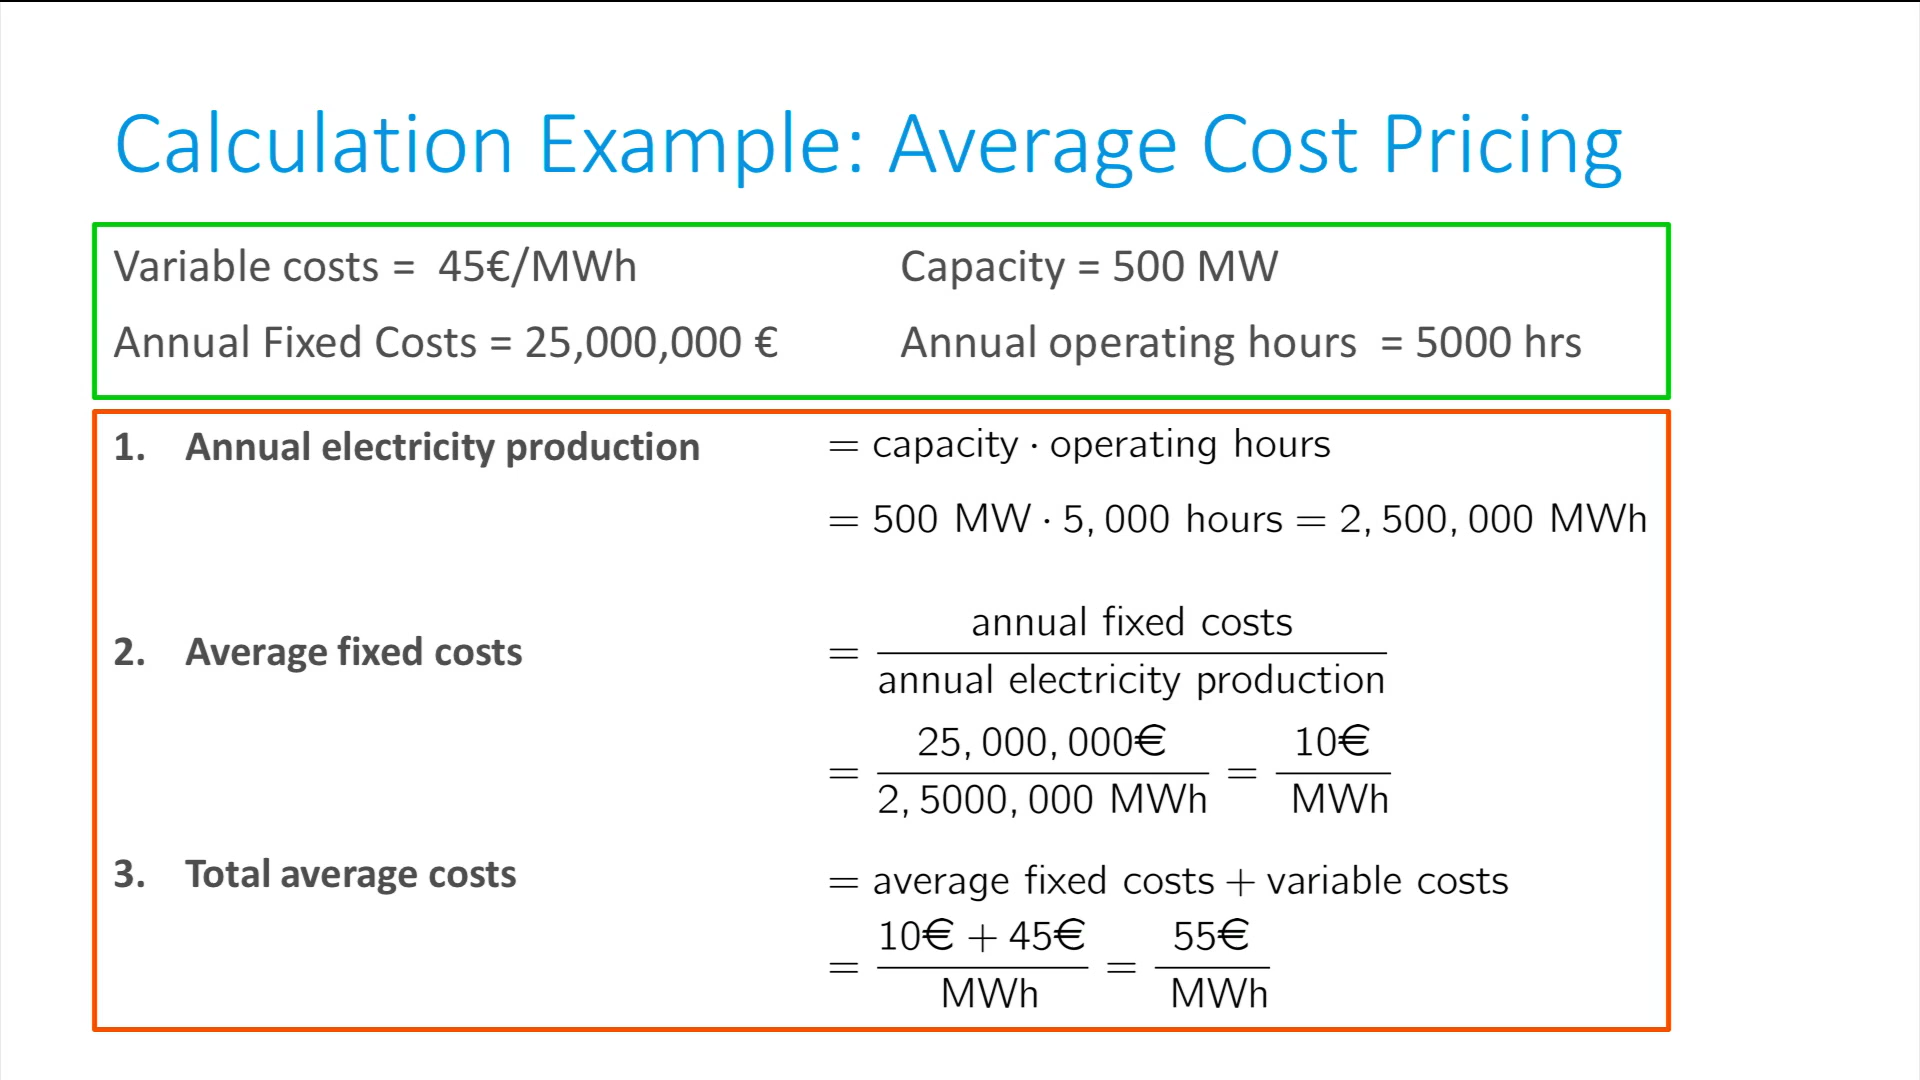 Calculation Example: Average Cost Pricing
Variable costs = 45€/MWh
Capacity = 500 MW
Annual Fixed Costs = 25,000,000 €
Annual operating hours = 5000 hrs
1. Annual electricity production
= capacity · operating hours
= 500 MW · 5, 000 hours = 2, 500, 000 MWh
2. Average fixed costs
= annual fixed costs / annual electricity production
= 25, 000, 000€ / 2, 5000, 000 MWh = 10€ / MWh
3. Total average costs
= average fixed costs + variable costs
= 10€ + 45€ / MWh = 55€ / MWh